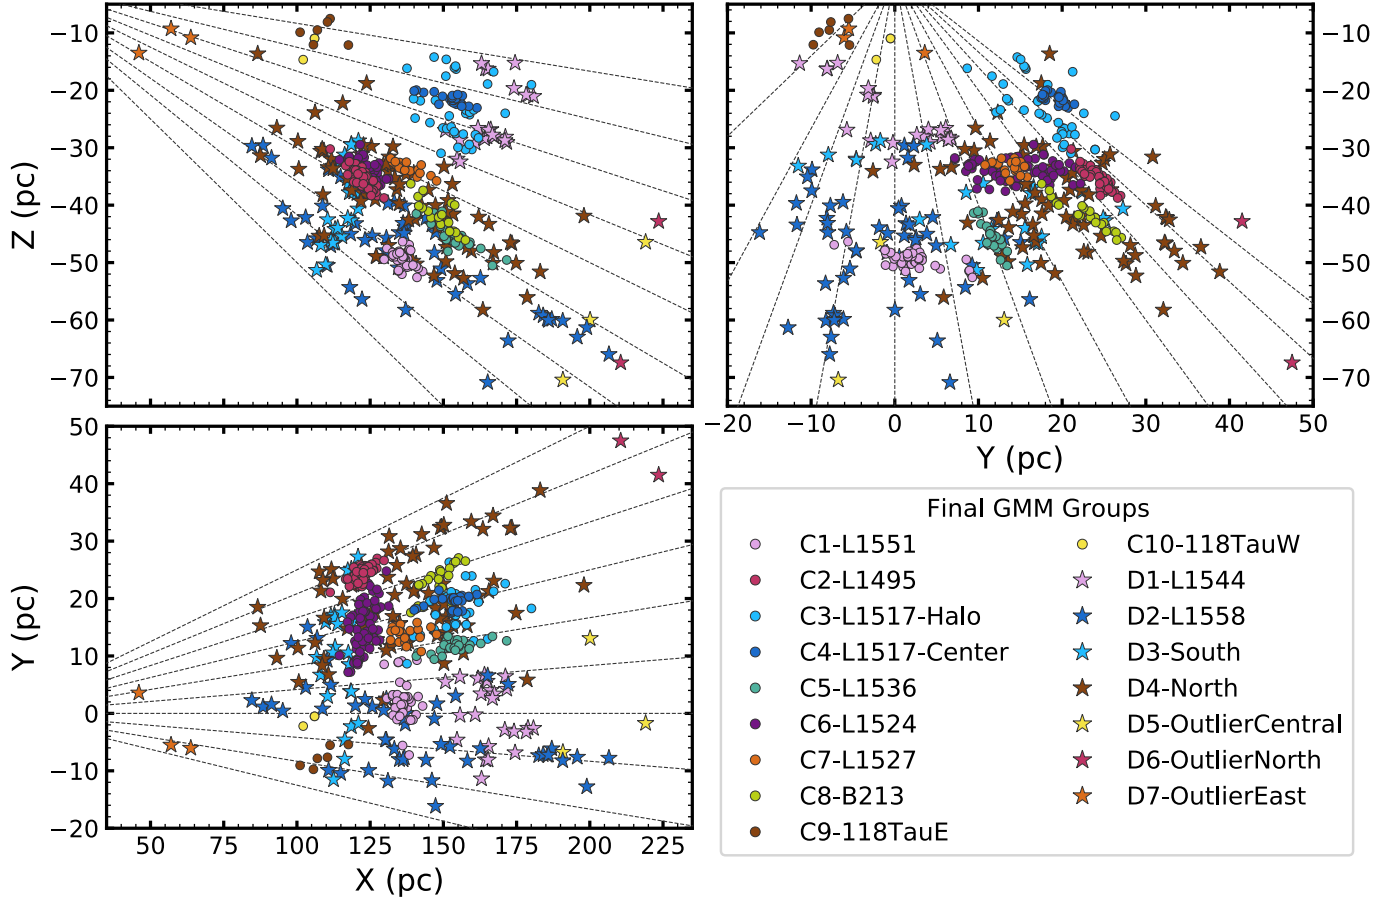 −10
−20
−30
−40
−50
−60
−70
Z (pc)
−10
−20
−30
−40
−50
−60
−70
−20
−10
0
10
20
30
40
50
Y (pc)
50
40
30
20
10
0
−10
−20
Y (pc)
50
75
100
125
150
175
200
225
X (pc)
Final GMM Groups
C1-L1551
C2-L1495
C3-L1517-Halo
C4-L1517-Center
C5-L1536
C6-L1524
C7-L1527
C8-B213
C9-118TauE
C10-118TauW
D1-L1544
D2-L1558
D3-South
D4-North
D5-OutlierCentral
D6-OutlierNorth
D7-OutlierEast